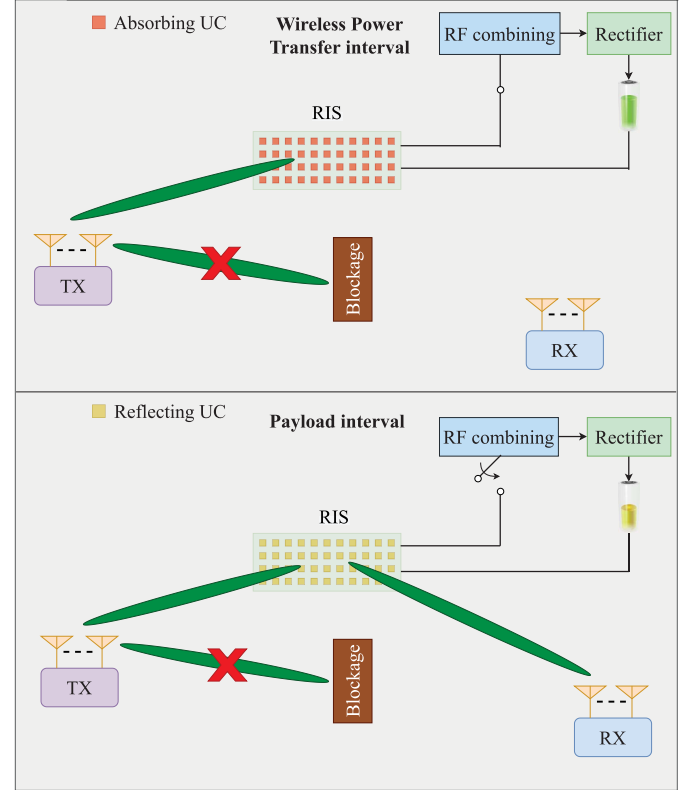 Absorbing UC
Wireless Power
Transfer interval
RF combining
Rectifier
RIS
TX
Blockage
RX
Reflecting UC
Payload interval
RF combining
Rectifier
RIS
TX
Blockage
RX